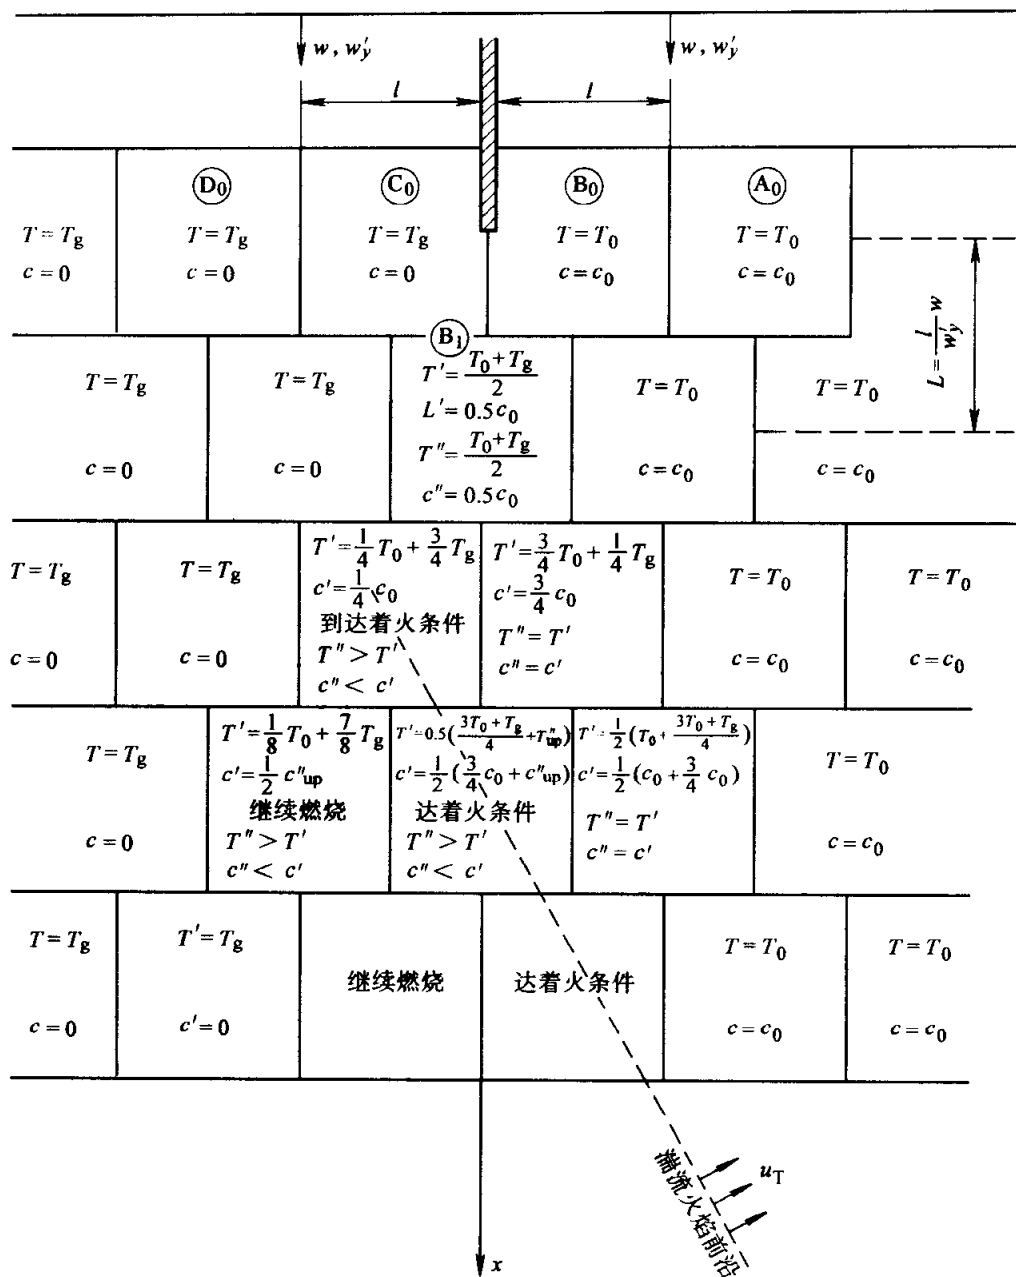 w, w′y w, w′y
l l
D0 C0 B0 A0
T = Tg T = Tg T = Tg T = T0 T = T0
c = 0 c = 0 c = 0 c = c0 c = c0
L = l/w′y w
B1
T = Tg T = Tg T′ = (T0 + Tg)/2 T = T0 T = T0
L′ = 0.5c0
T″ = (T0 + Tg)/2
c = 0 c = 0 c″ = 0.5c0 c = c0 c = c0
T = Tg T = Tg T′ = 1/4 T0 + 3/4 Tg T′ = 3/4 T0 + 1/4 Tg T = T0 T = T0
c′ = 1/4 c0 c′ = 3/4 c0
到达着火条件
T″ > T′ T″ = T′
c = 0 c = 0 c″ < c′ c″ = c′ c = c0 c = c0
T = Tg T′ = 1/8 T0 + 7/8 Tg T′ = 0.5((3T0 + Tg)/4 + T″up) T′ = 1/2 (T0 + (3T0 + Tg)/4) T = T0
c′ = 1/2 c″up c′ = 1/2 (3/4 c0 + c″up) c′ = 1/2 (c0 + 3/4 c0)
继续燃烧 达着火条件
T″ > T′ T″ > T′ T″ = T′
c = 0 c″ < c′ c″ < c′ c″ = c′ c = c0
T = Tg T′ = Tg T = T0 T = T0
继续燃烧 达着火条件
c = 0 c′ = 0 c = c0 c = c0
湍流火焰前沿
uT
x